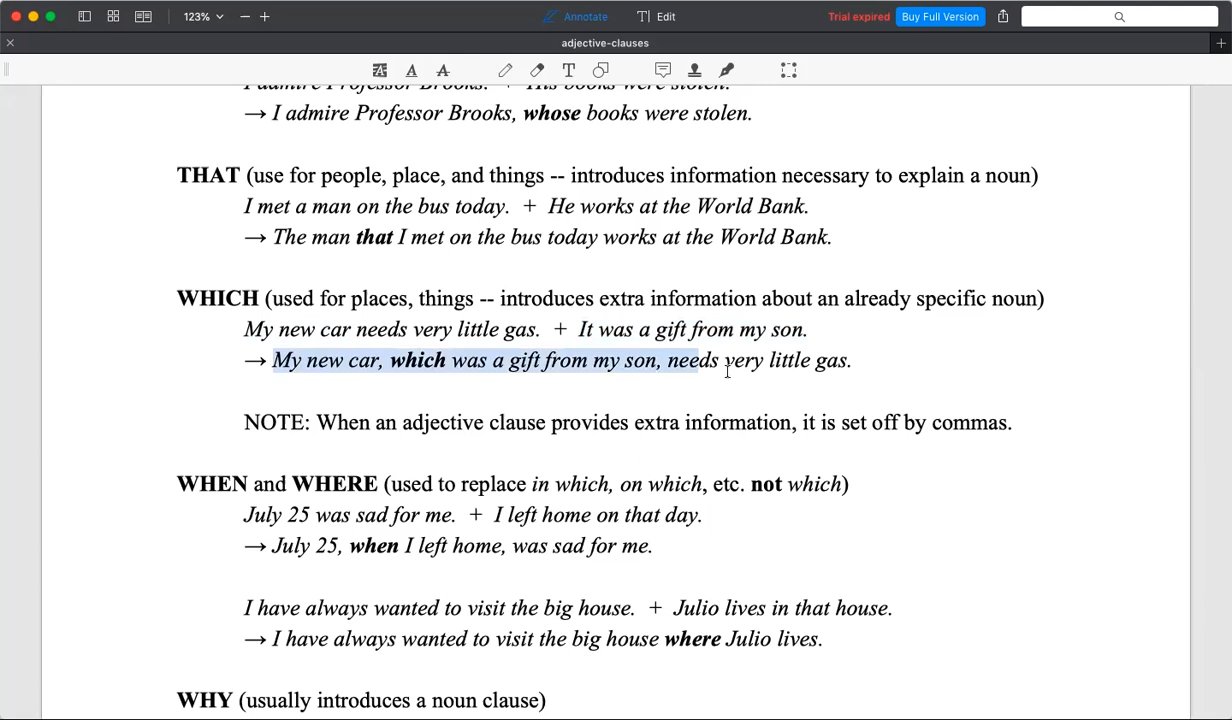 123%
Annotate
Edit
Trial expired
Buy Full Version
adjective-clauses
I admire Professor Brooks. + His books were stolen.
→ I admire Professor Brooks, whose books were stolen.
THAT (use for people, place, and things -- introduces information necessary to explain a noun)
I met a man on the bus today. + He works at the World Bank.
→ The man that I met on the bus today works at the World Bank.
WHICH (used for places, things -- introduces extra information about an already specific noun)
My new car needs very little gas. + It was a gift from my son.
→ My new car, which was a gift from my son, needs very little gas.
NOTE: When an adjective clause provides extra information, it is set off by commas.
WHEN and WHERE (used to replace in which, on which, etc. not which)
July 25 was sad for me. + I left home on that day.
→ July 25, when I left home, was sad for me.
I have always wanted to visit the big house. + Julio lives in that house.
→ I have always wanted to visit the big house where Julio lives.
WHY (usually introduces a noun clause)